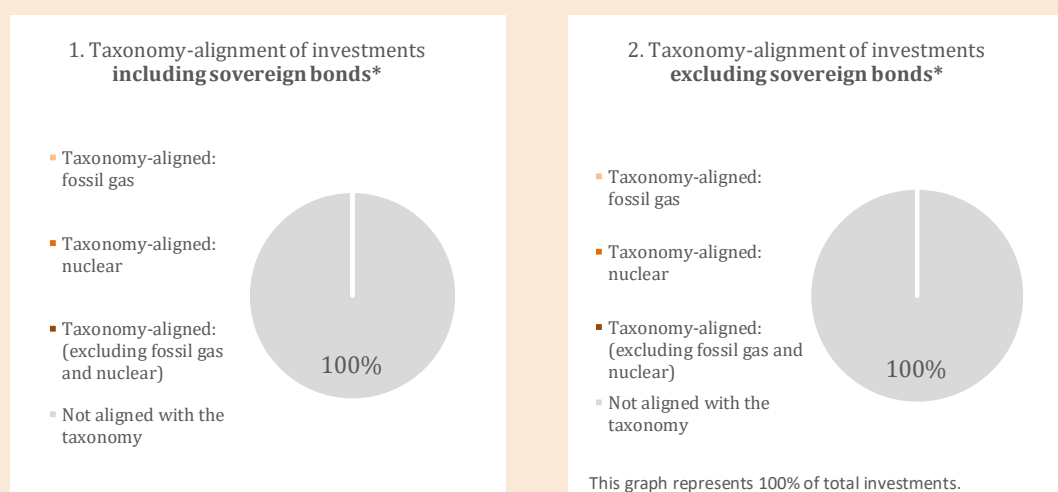 1. Taxonomy-alignment of investments
including sovereign bonds*
Taxonomy-aligned:
fossil gas
Taxonomy-aligned:
nuclear
Taxonomy-aligned:
(excluding fossil gas
and nuclear)
Not aligned with the
taxonomy
100%
2. Taxonomy-alignment of investments
excluding sovereign bonds*
Taxonomy-aligned:
fossil gas
Taxonomy-aligned:
nuclear
Taxonomy-aligned:
(excluding fossil gas and
nuclear)
Not aligned with the
taxonomy
100%
This graph represents 100% of total investments.